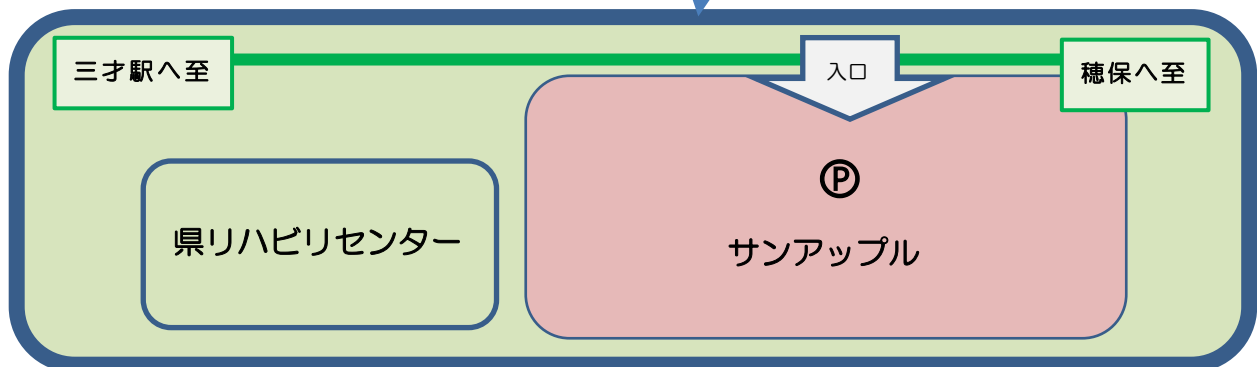 三才駅へ至
入口
穂保へ至
Ⓟ
県リハビリセンター
サンアップル